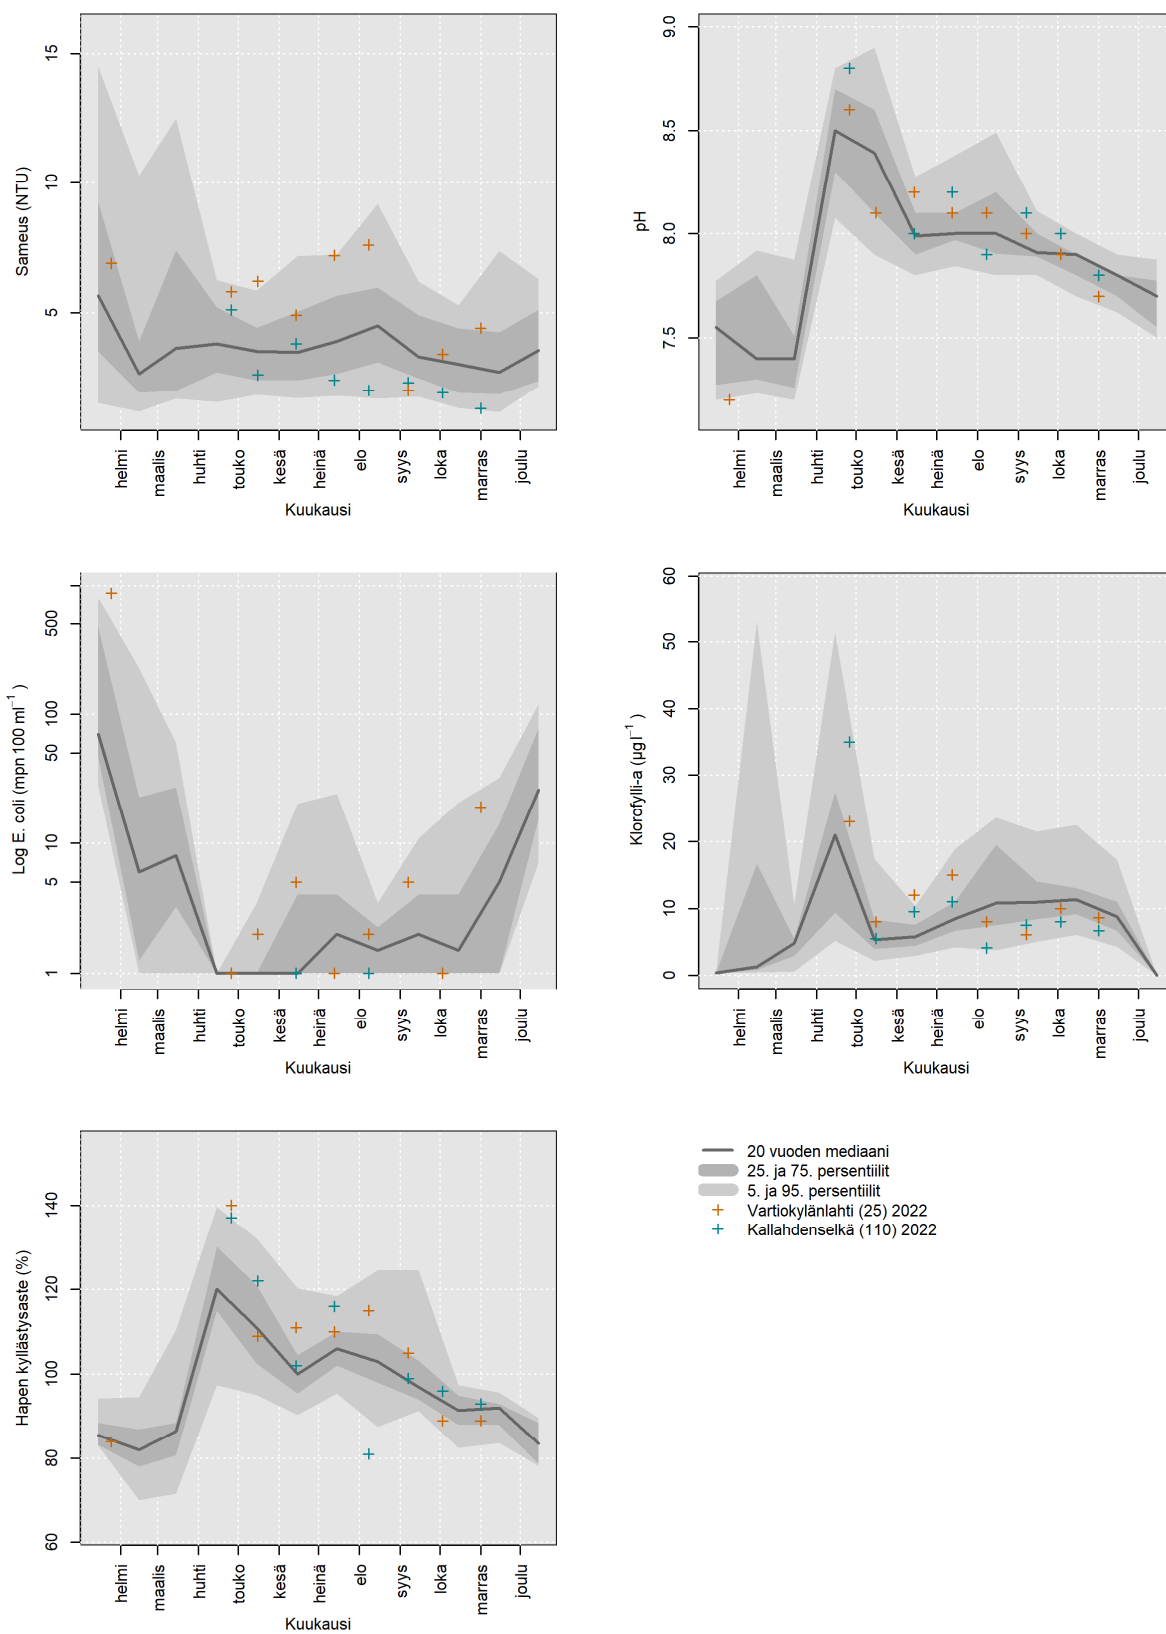 Sameus (NTU)
15
10
5
helmi
maalis
huhti
touko
kesä
heinä
elo
syys
loka
marras
joulu
Kuukausi
pH
9.0
8.5
8.0
7.5
helmi
maalis
huhti
touko
kesä
heinä
elo
syys
loka
marras
joulu
Kuukausi
Log E. coli (mpn 100 ml⁻¹)
500
100
50
10
5
1
helmi
maalis
huhti
touko
kesä
heinä
elo
syys
loka
marras
joulu
Kuukausi
Klorofylli-a (µg l⁻¹)
60
50
40
30
20
10
0
helmi
maalis
huhti
touko
kesä
heinä
elo
syys
loka
marras
joulu
Kuukausi
Hapen kyllästysaste (%)
140
120
100
80
60
helmi
maalis
huhti
touko
kesä
heinä
elo
syys
loka
marras
joulu
Kuukausi
20 vuoden mediaani
25. ja 75. persentiilit
5. ja 95. persentiilit
Vartiokylänlahti (25) 2022
Kallahdenselkä (110) 2022